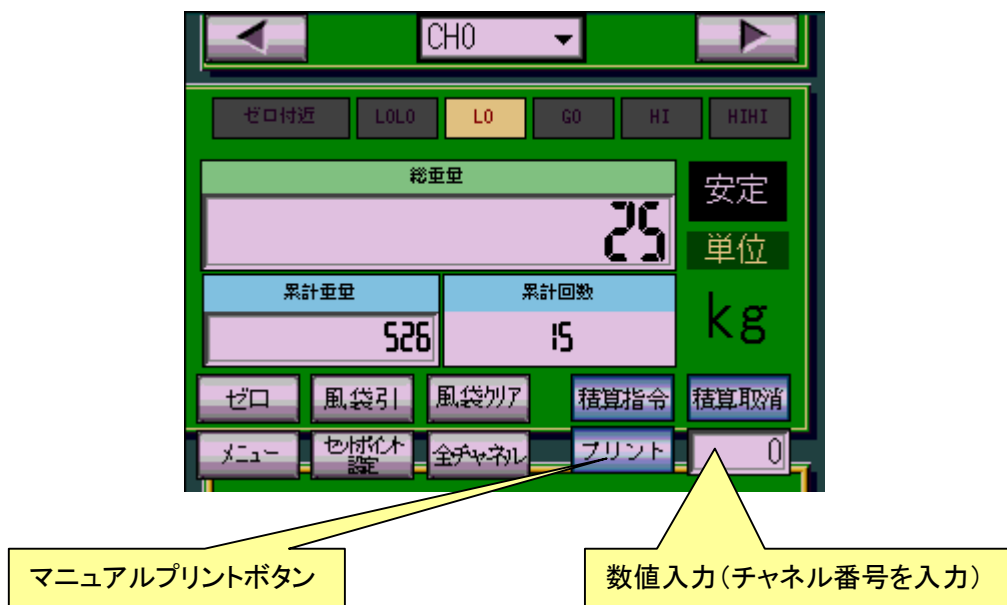 CH0
ゼロ付近 LOLO LO GO HI HIHI
総重量
25
安定
単位
kg
累計重量 累計回数
526 15
ゼロ 風袋引 風袋クリア 積算指令 積算取消
メニュー セットポイント設定 全チャネル プリント 0
マニュアルプリントボタン
数値入力（チャネル番号を入力）